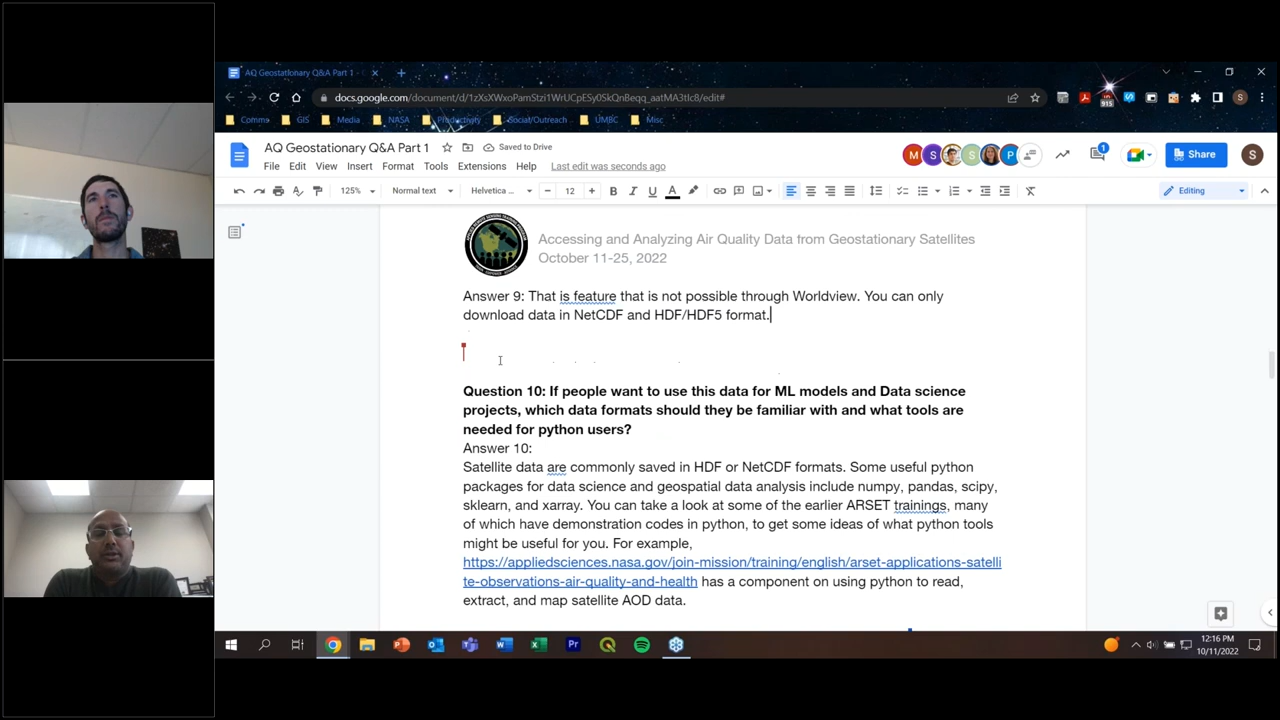 AQ Geostationary Q&A Part 1
docs.google.com/document/d/1zXsXWxoPamStzi1WrUCpESy0SkQnBeqq_aatMA3tIc8/edit#
915
S
Comms GIS Media NASA Productivity Social/Outreach UMBC Misc
AQ Geostationary Q&A Part 1 Saved to Drive
File Edit View Insert Format Tools Extensions Help Last edit was seconds ago
M S S P 1 Share S
125% Normal text Helvetica ... 12 B I U A Editing
Accessing and Analyzing Air Quality Data from Geostationary Satellites
October 11-25, 2022
Answer 9: That is feature that is not possible through Worldview. You can only
download data in NetCDF and HDF/HDF5 format.
Question 10: If people want to use this data for ML models and Data science
projects, which data formats should they be familiar with and what tools are
needed for python users?
Answer 10:
Satellite data are commonly saved in HDF or NetCDF formats. Some useful python
packages for data science and geospatial data analysis include numpy, pandas, scipy,
sklearn, and xarray. You can take a look at some of the earlier ARSET trainings, many
of which have demonstration codes in python, to get some ideas of what python tools
might be useful for you. For example,
https://appliedsciences.nasa.gov/join-mission/training/english/arset-applications-satelli
te-observations-air-quality-and-health has a component on using python to read,
extract, and map satellite AOD data.
12:16 PM
10/11/2022